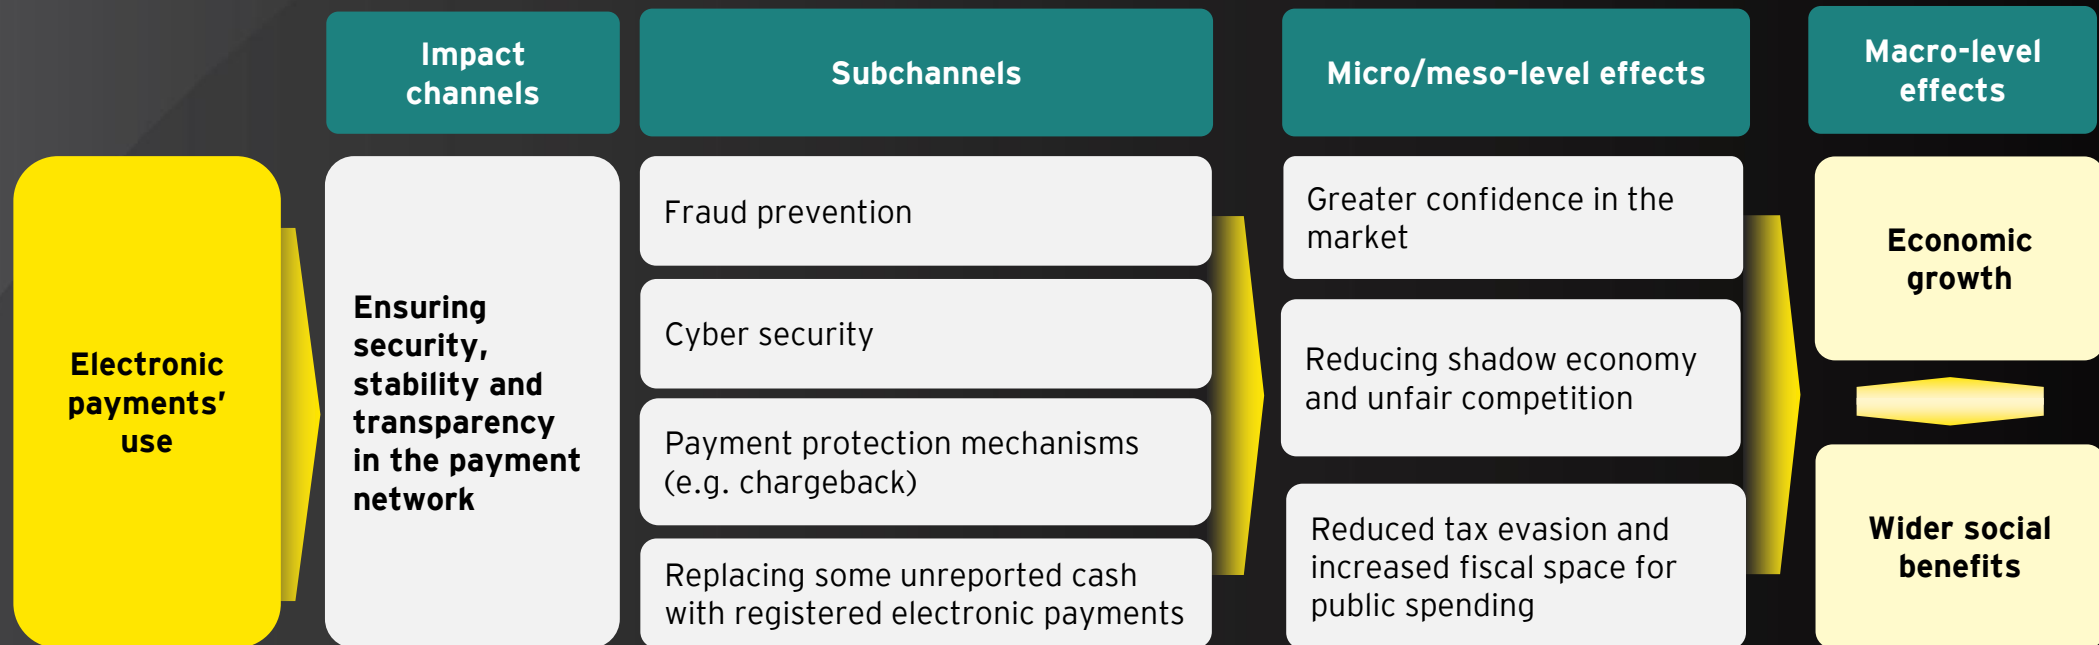 Impact
channels
Subchannels
Micro/meso-level effects
Macro-level
effects
Electronic
payments’
use
Ensuring
security,
stability and
transparency
in the payment
network
Fraud prevention
Cyber security
Payment protection mechanisms
(e.g. chargeback)
Replacing some unreported cash
with registered electronic payments
Greater confidence in the
market
Reducing shadow economy
and unfair competition
Reduced tax evasion and
increased fiscal space for
public spending
Economic
growth
Wider social
benefits